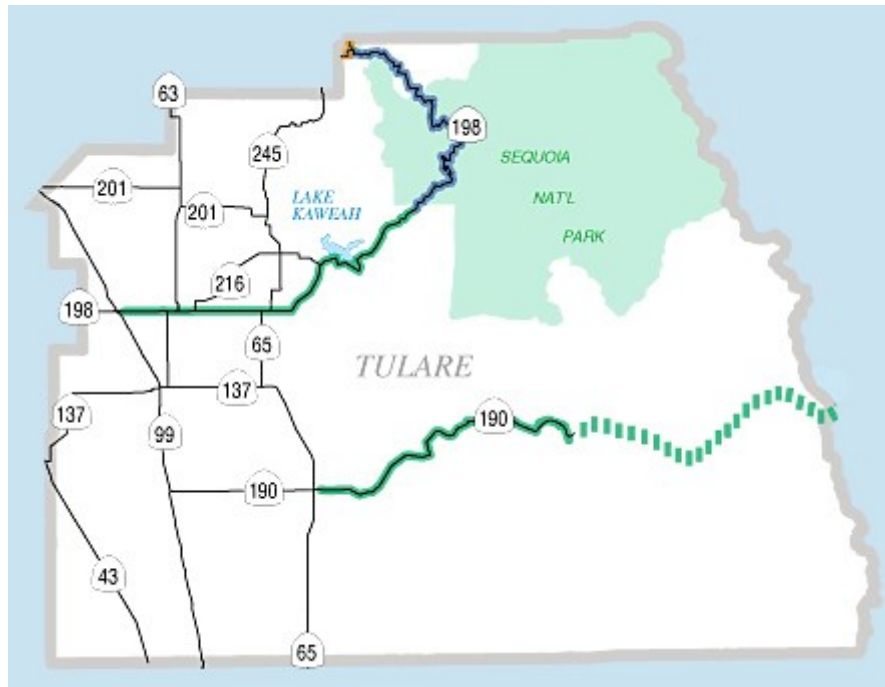 63
198
245
SEQUOIA
201
LAKE
KAWEAH
NAT'L
201
PARK
216
198
65
TULARE
137
137
190
99
190
43
65